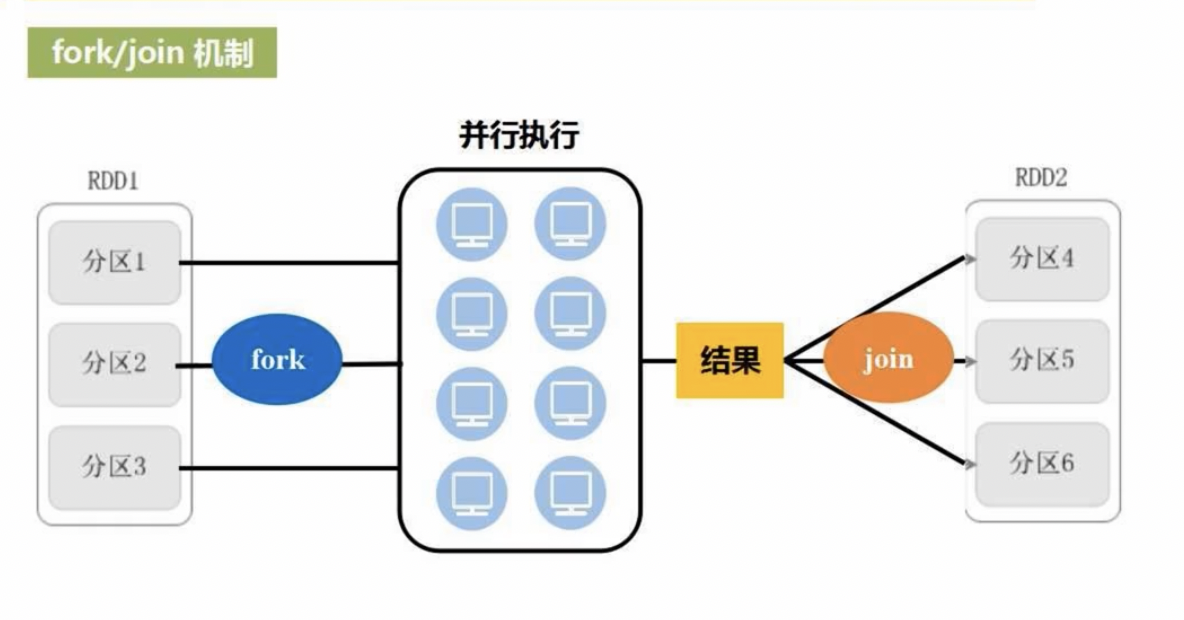 fork/join 机制
并行执行
RDD1
分区1
分区2
分区3
fork
结果
join
RDD2
分区4
分区5
分区6